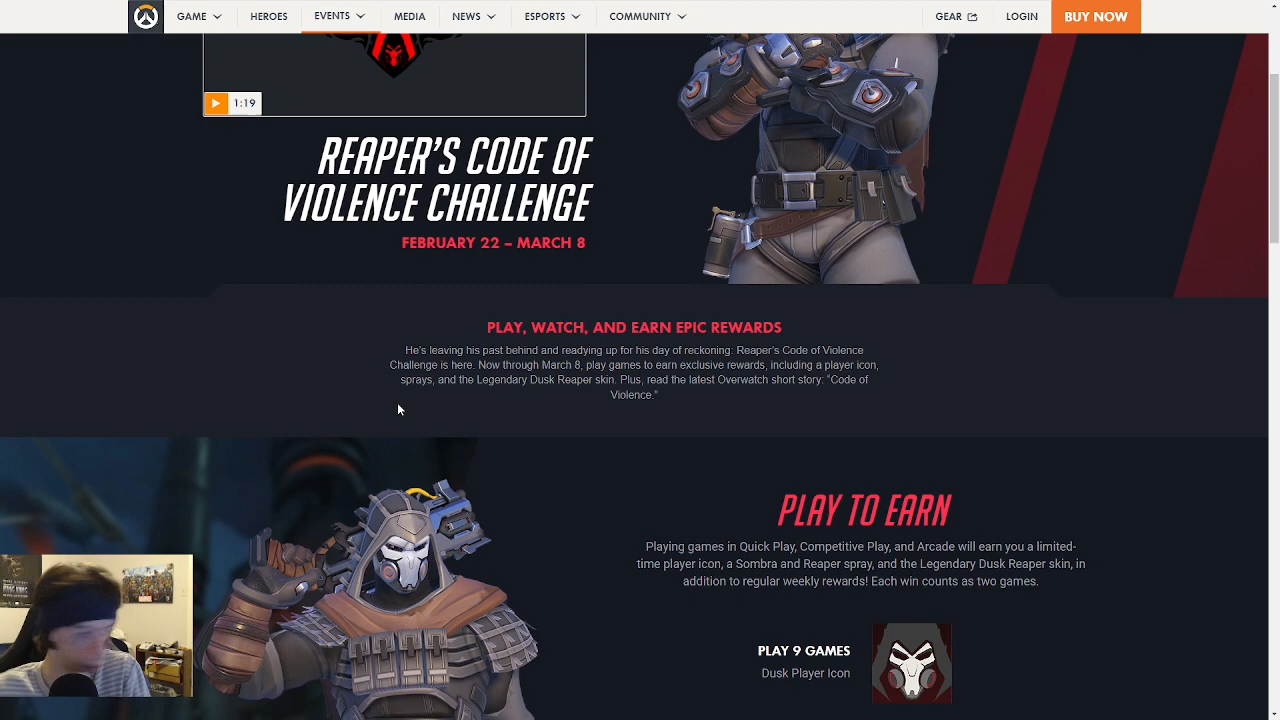 GAME HEROES EVENTS MEDIA NEWS ESPORTS COMMUNITY GEAR LOGIN BUY NOW
1:19
REAPER'S CODE OF
VIOLENCE CHALLENGE
FEBRUARY 22 – MARCH 8
PLAY, WATCH, AND EARN EPIC REWARDS
He's leaving his past behind and readying up for his day of reckoning: Reaper's Code of Violence
Challenge is here. Now through March 8, play games to earn exclusive rewards, including a player icon,
sprays, and the Legendary Dusk Reaper skin. Plus, read the latest Overwatch short story: "Code of
Violence."
PLAY TO EARN
Playing games in Quick Play, Competitive Play, and Arcade will earn you a limited-
time player icon, a Sombra and Reaper spray, and the Legendary Dusk Reaper skin, in
addition to regular weekly rewards! Each win counts as two games.
PLAY 9 GAMES
Dusk Player Icon